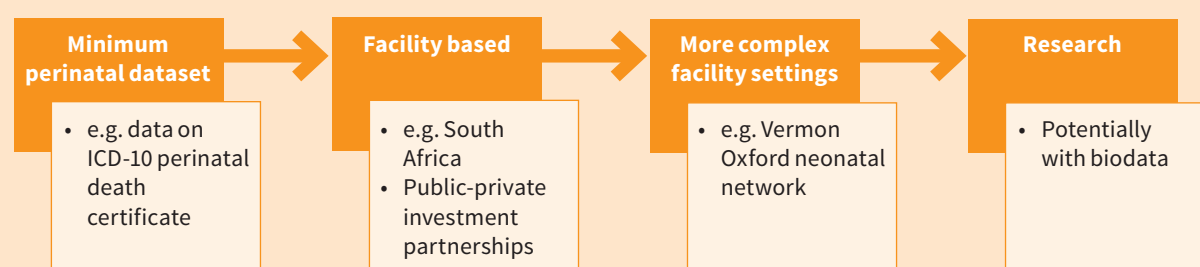 Minimum
perinatal dataset
• e.g. data on
ICD-10 perinatal
death
certificate
Facility based
• e.g. South
Africa
• Public-private
investment
partnerships
More complex
facility settings
• e.g. Vermon
Oxford neonatal
network
Research
• Potentially
with biodata